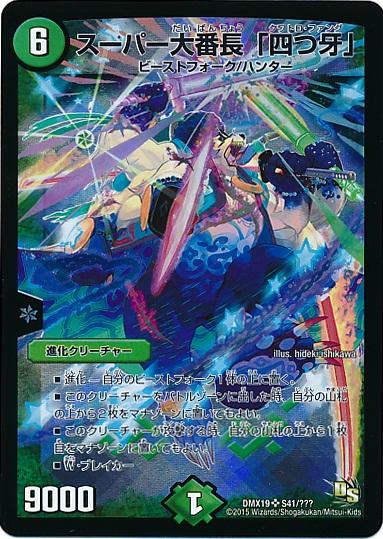 6
だい ばんちょう クワトロ・ファング
スーパー大番長「四つ牙」
ビーストフォーク/ハンター
illus. hideki ishikawa
進化クリーチャー
■ 進化―自分のビーストフォーク1体の上に置く。
■ このクリーチャーをバトルゾーンに出した時、自分の山札
の上から2枚をマナゾーンに置いてもよい。
■ このクリーチャーが攻撃する時、自分の山札の上から1枚
目をマナゾーンに置いてもよい。
■ W・ブレイカー
9000
1
DS
DMX19 S41/???
©2015 Wizards/Shogakukan/Mitsui-Kids